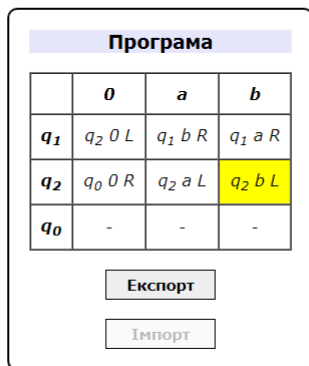 Програма
0 a b
q1 q2 0 L q1 b R q1 a R
q2 q0 0 R q2 a L q2 b L
q0 - - -
Експорт
Імпорт